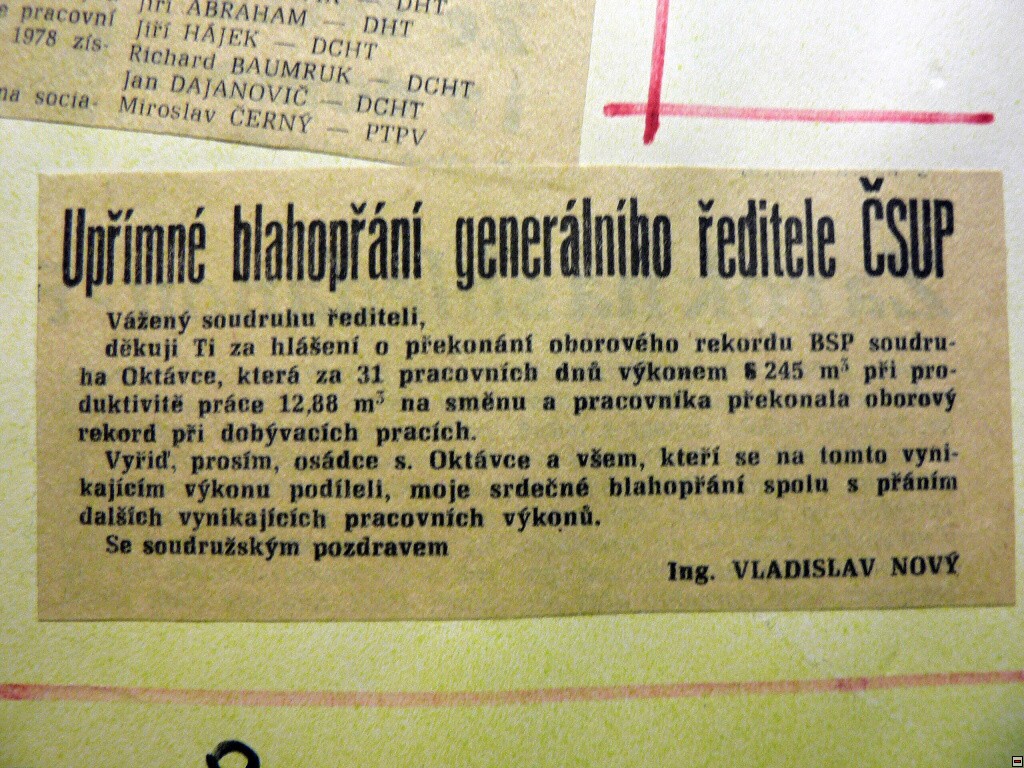 DHT
Jiří ABRAHAM — DHT
e pracovní Jiří HÁJEK — DCHT
1978 zís- Richard BAUMRUK — DCHT
Jan DAJANOVIČ — DCHT
na socia- Miroslav ČERNÝ — PTPV
Upřímné blahopřání generálního ředitele ČSUP
Vážený soudruhu řediteli,
děkuji Ti za hlášení o překonání oborového rekordu BSP soudru-
ha Oktávce, která za 31 pracovních dnů výkonem 6 245 m³ při pro-
duktivitě práce 12,88 m³ na směnu a pracovníka překonala oborový
rekord při dobývacích pracích.
Vyřiď, prosím, osádce s. Oktávce a všem, kteří se na tomto vyni-
kajícím výkonu podíleli, moje srdečné blahopřání spolu s přáním
dalších vynikajících pracovních výkonů.
Se soudružským pozdravem
Ing. VLADISLAV NOVÝ